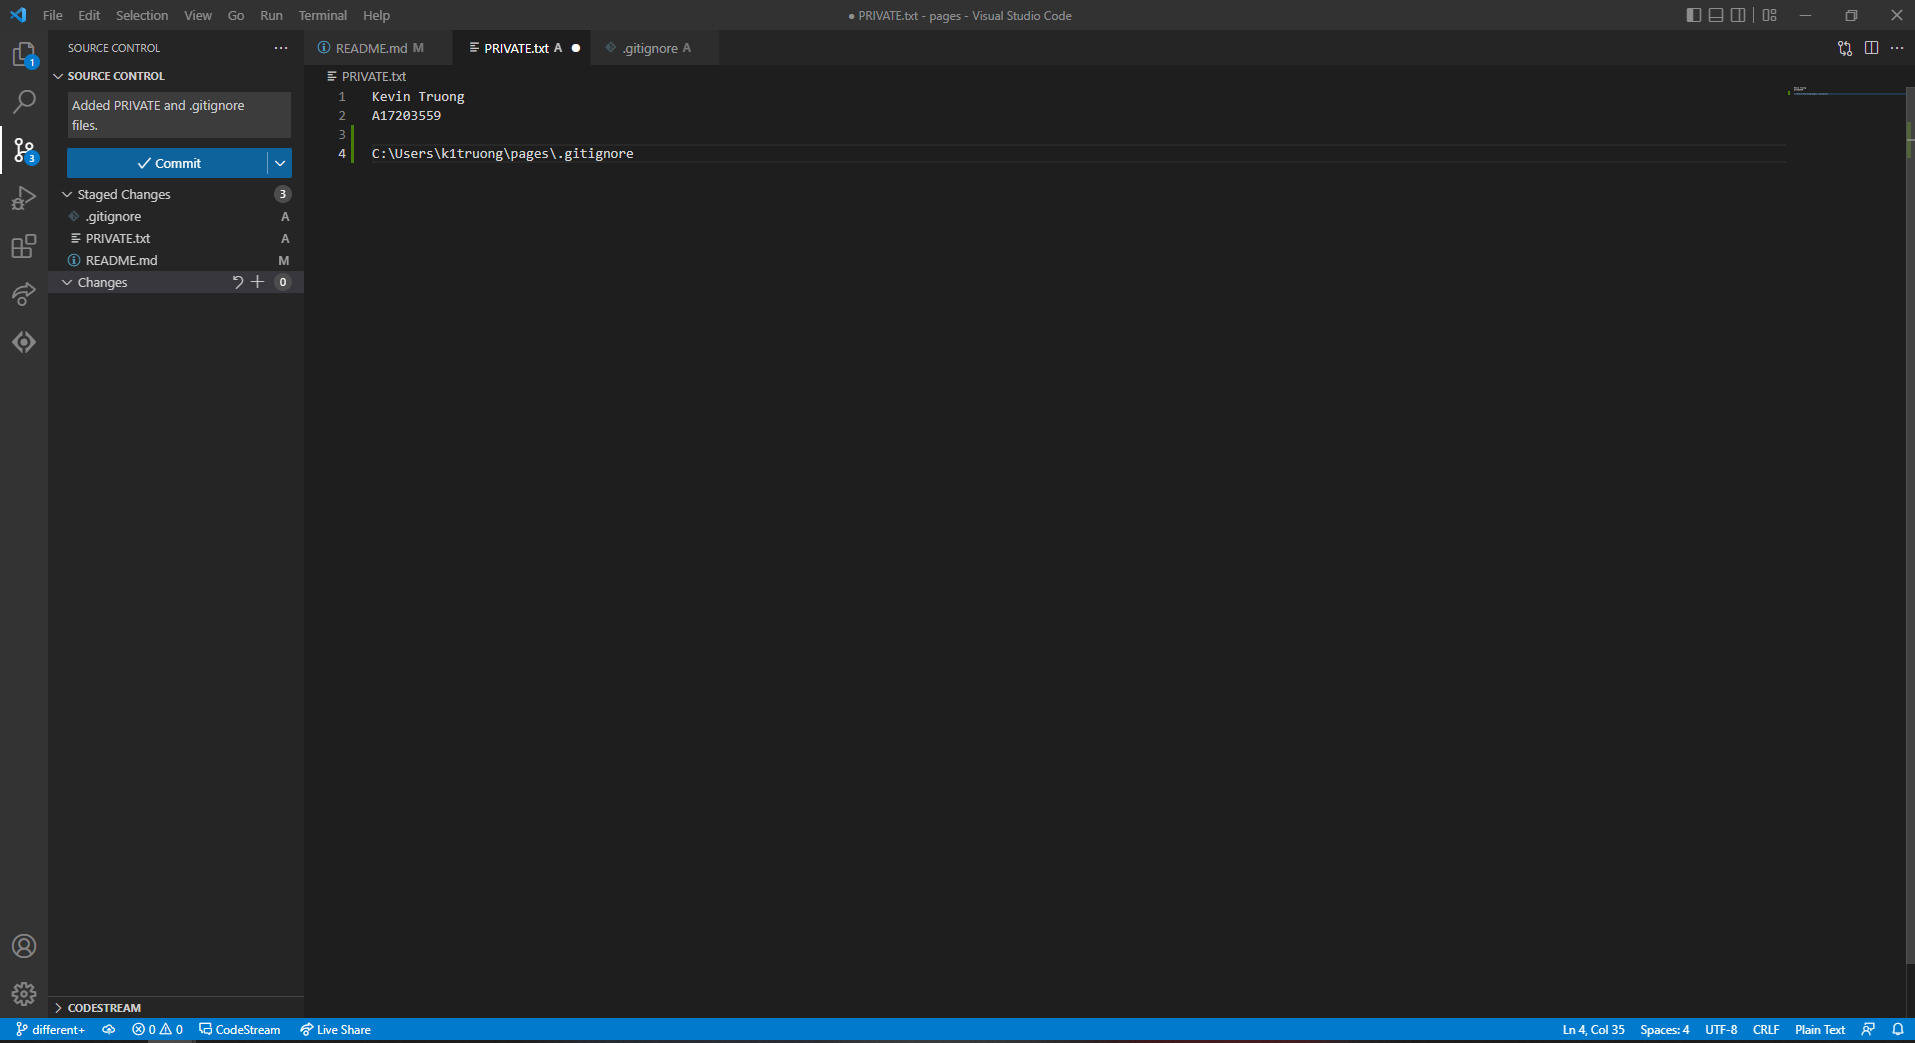 File Edit Selection View Go Run Terminal Help
● PRIVATE.txt - pages - Visual Studio Code
SOURCE CONTROL
README.md M
PRIVATE.txt A
.gitignore A
1
SOURCE CONTROL
Added PRIVATE and .gitignore
files.
3
Commit
Staged Changes 3
.gitignore A
PRIVATE.txt A
README.md M
Changes 0
PRIVATE.txt
1 Kevin Truong
2 A17203559
3
4 C:\Users\k1truong\pages\.gitignore
CODESTREAM
different+ 0 0 CodeStream Live Share
Ln 4, Col 35 Spaces: 4 UTF-8 CRLF Plain Text